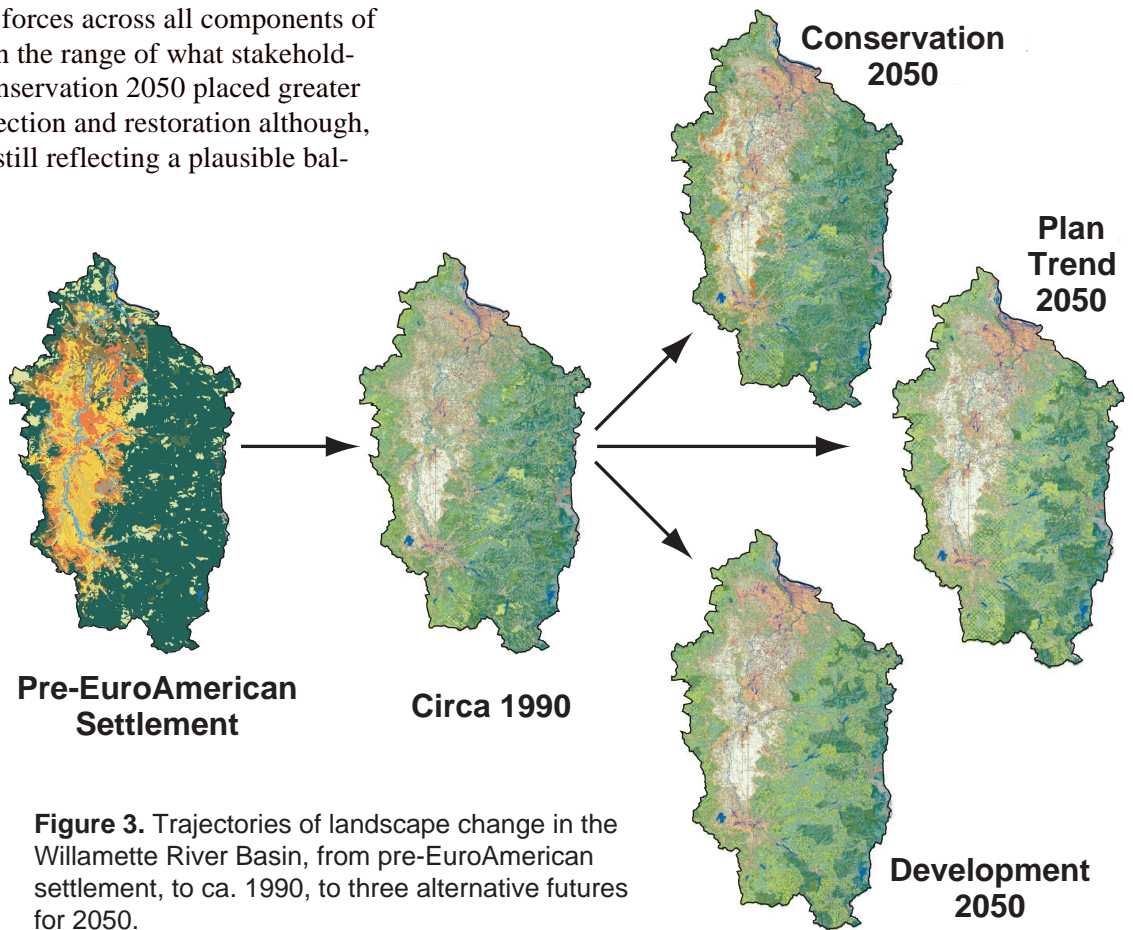 forces across all components of
n the range of what stakehold-
nservation 2050 placed greater
ection and restoration although,
still reflecting a plausible bal-
Conservation
2050
Plan
Trend
2050
Pre-EuroAmerican
Settlement
Circa 1990
Development
2050
Figure 3. Trajectories of landscape change in the
Willamette River Basin, from pre-EuroAmerican
settlement, to ca. 1990, to three alternative futures
for 2050.